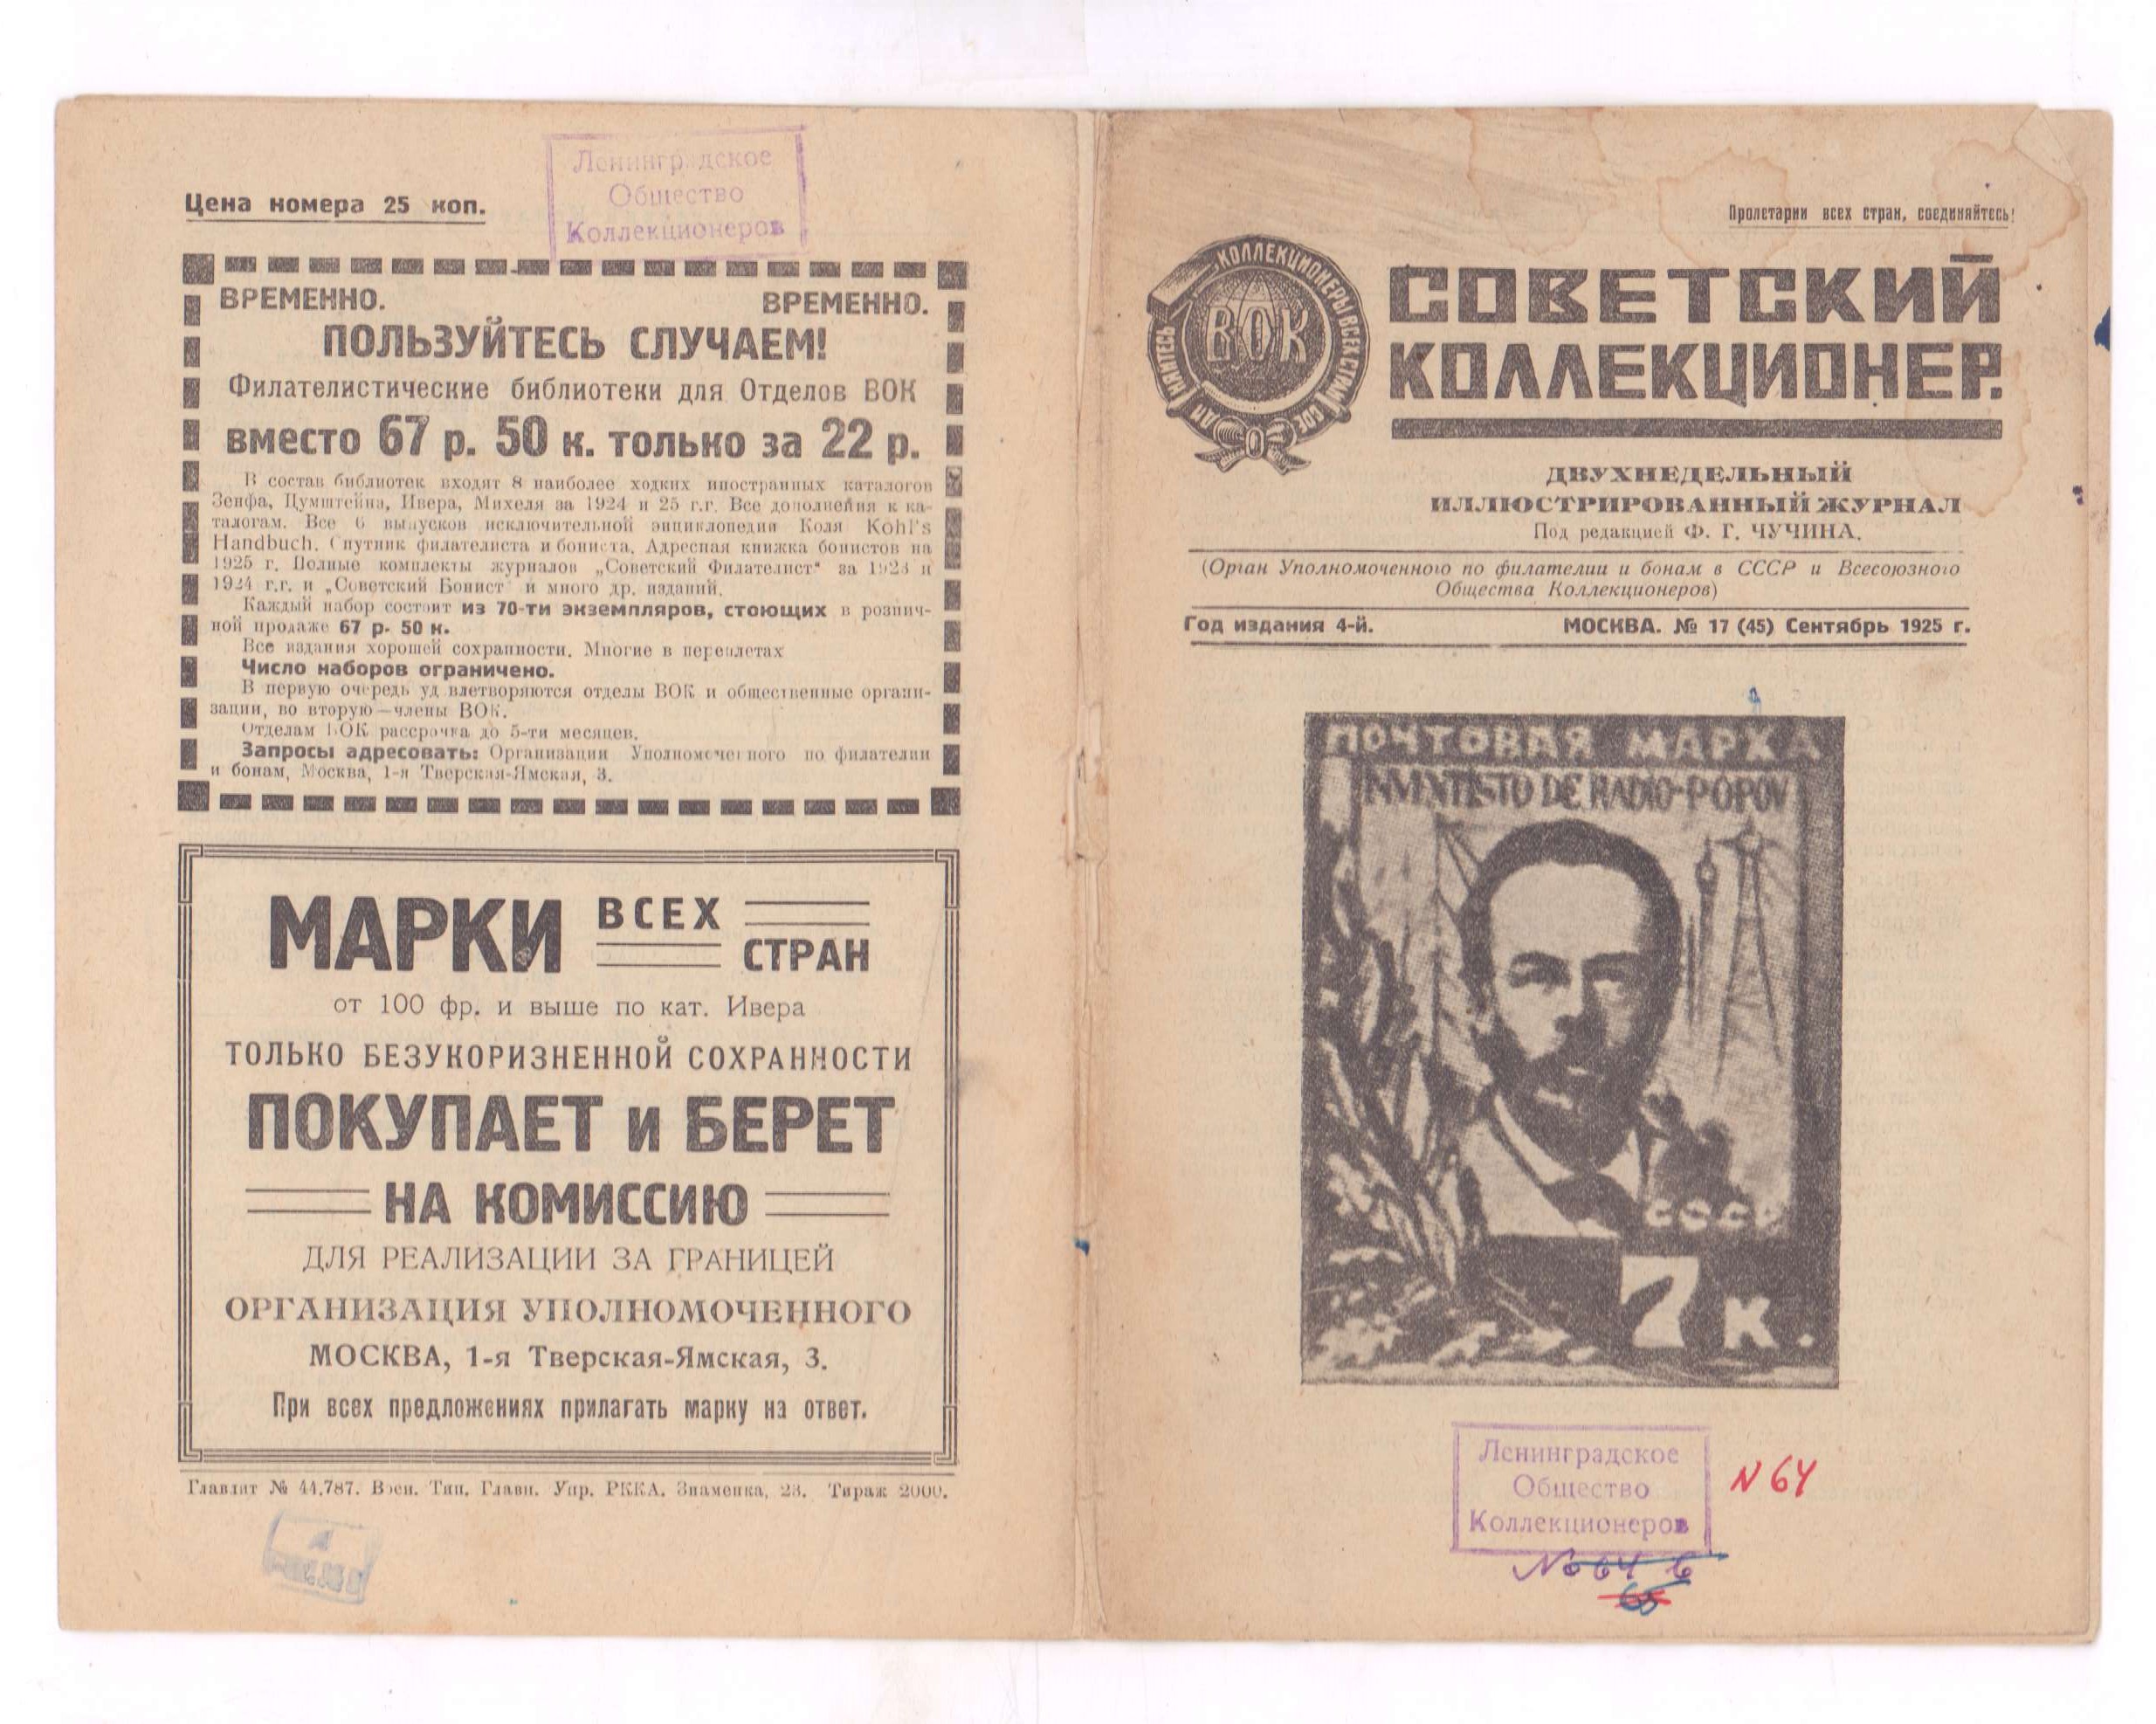 Цена номера 25 коп.
Ленинградское
Общество
Коллекционеров
ВРЕМЕННО. ВРЕМЕННО.
ПОЛЬЗУЙТЕСЬ СЛУЧАЕМ!
Филателистические библиотеки для Отделов ВОК
вместо 67 р. 50 к. только за 22 р.
В состав библиотек входят 8 наиболее ходких иностранных каталогов
Зенфа, Цумштейна, Ивера, Михеля за 1924 и 25 г.г. Все дополнения к ка-
талогам. Все 6 выпусков исключительной энциклопедии Коля Kohl's
Handbuch. Спутник филателиста и бониста. Адресная книжка бонистов на
1925 г. Полные комплекты журналов „Советский Филателист“ за 1923 и
1924 г.г. и „Советский Бонист“ и много др. изданий.
Каждый набор состоит из 70-ти экземпляров, стоющих в рознич-
ной продаже 67 р. 50 к.
Все издания хорошей сохранности. Многие в переплетах
Число наборов ограничено.
В первую очередь удовлетворяются отделы ВОК и общественные органи-
зации, во вторую—члены ВОК.
Отделам ВОК рассрочка до 5-ти месяцев.
Запросы адресовать: Организации Уполномоченного по филателии
и бонам, Москва, 1-я Тверская-Ямская, 3.
МАРКИ ВСЕХ
СТРАН
от 100 фр. и выше по кат. Ивера
ТОЛЬКО БЕЗУКОРИЗНЕННОЙ СОХРАННОСТИ
ПОКУПАЕТ и БЕРЕТ
НА КОМИССИЮ
ДЛЯ РЕАЛИЗАЦИИ ЗА ГРАНИЦЕЙ
ОРГАНИЗАЦИЯ УПОЛНОМОЧЕННОГО
МОСКВА, 1-я Тверская-Ямская, 3.
При всех предложениях прилагать марку на ответ.
Главлит № 44.787. Воен. Тип. Главн. Упр. РККА. Знаменка, 23. Тираж 2000.
Пролетарии всех стран, соединяйтесь!
КОЛЛЕКЦИОНЕРЫ ВСЕХ СТРАН СОЕ ДИ НЯИТЕСЬ
ВОК
СОВЕТСКИЙ
КОЛЛЕКЦИОНЕР.
ДВУХНЕДЕЛЬНЫЙ
ИЛЛЮСТРИРОВАННЫЙ ЖУРНАЛ
Под редакцией Ф. Г. ЧУЧИНА.
(Орган Уполномоченного по филателии и бонам в СССР и Всесоюзного
Общества Коллекционеров)
Год издания 4-й. МОСКВА. № 17 (45) Сентябрь 1925 г.
ПОЧТОВАЯ МАРКА
INVENTISTO DE RADIO-POPOV
СССР
7 К.
Ленинградское
Общество
Коллекционеров
N 64
№ 64 б